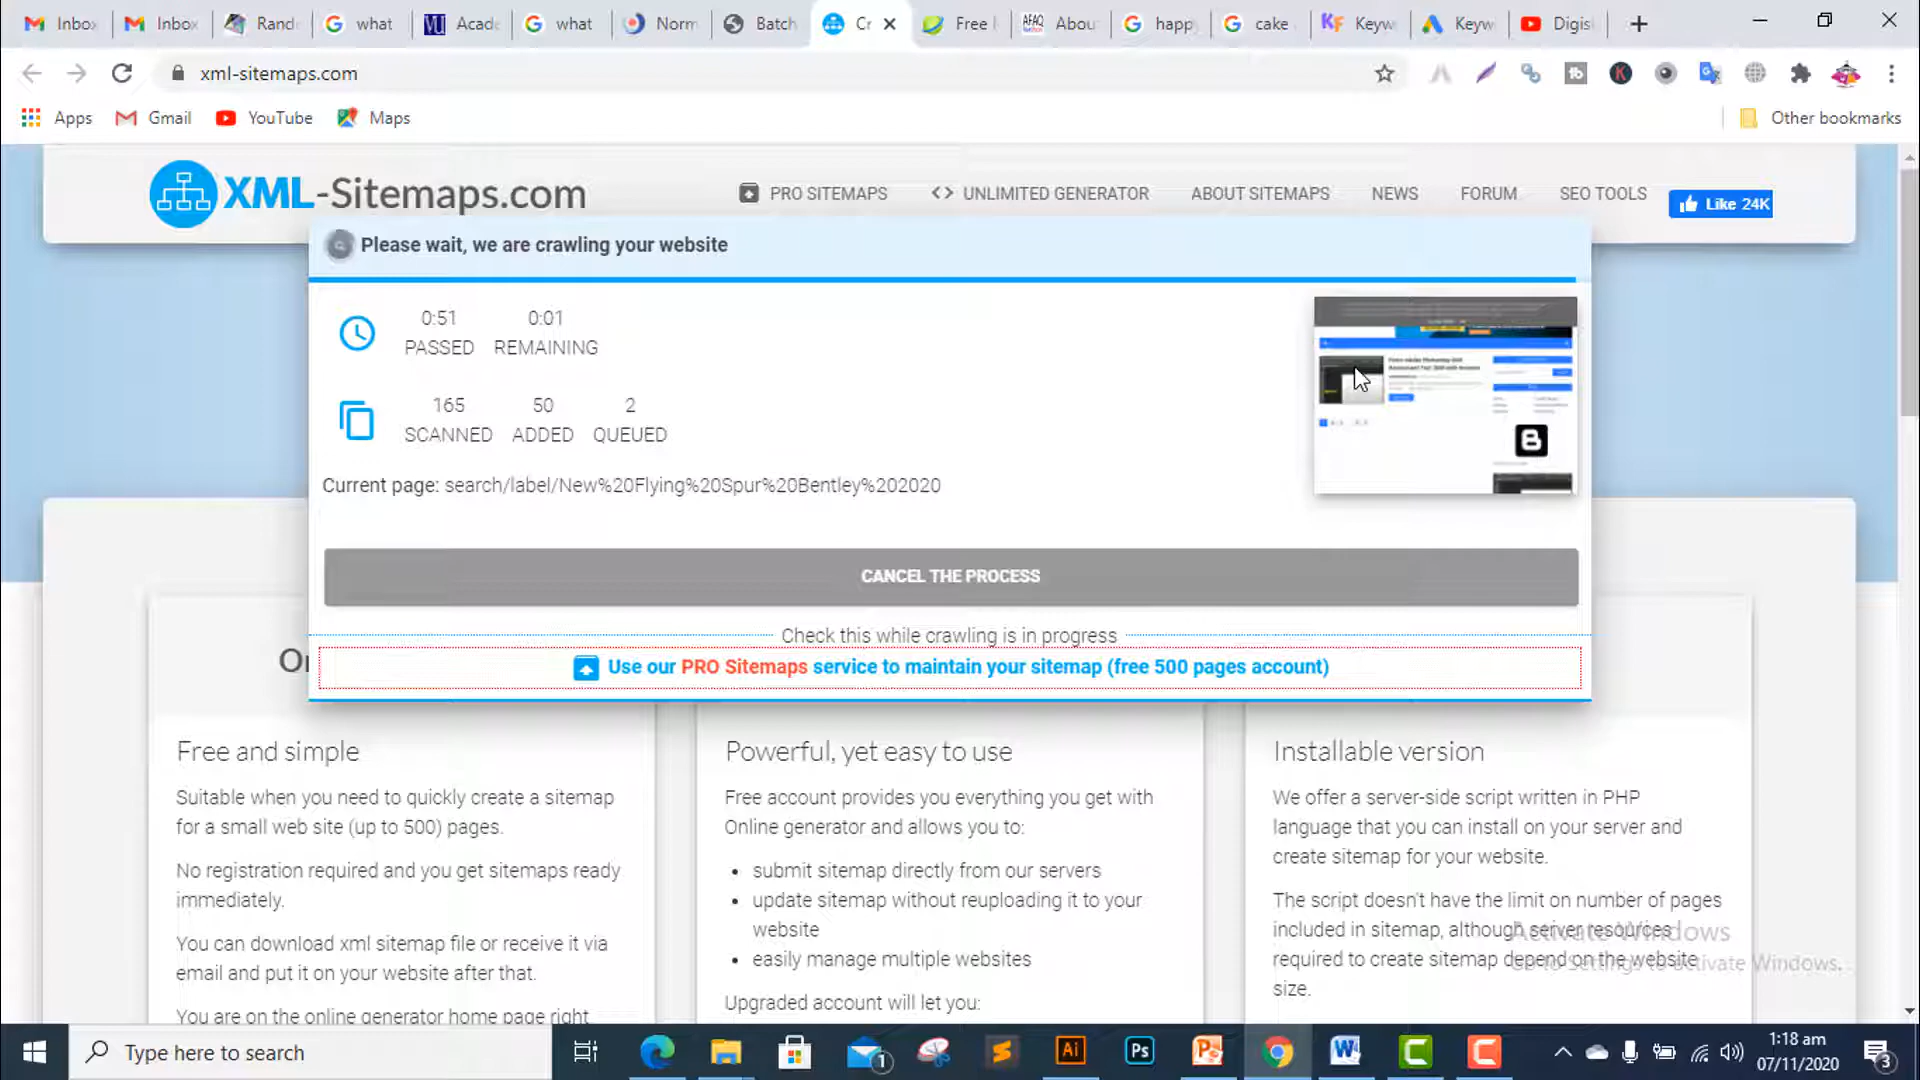 Inbox
Inbox
Rand
what
Acade
what
Norm
Batch
Cr
Free
Abou
happy
cake
Keyw
Keyw
Digis
xml-sitemaps.com
Apps
Gmail
YouTube
Maps
Other bookmarks
XML-Sitemaps.com
PRO SITEMAPS
UNLIMITED GENERATOR
ABOUT SITEMAPS
NEWS
FORUM
SEO TOOLS
Like 24K
Please wait, we are crawling your website
0:51 0:01
PASSED REMAINING
165 50 2
SCANNED ADDED QUEUED
Current page: search/label/New%20Flying%20Spur%20Bentley%202020
CANCEL THE PROCESS
Check this while crawling is in progress
Use our PRO Sitemaps service to maintain your sitemap (free 500 pages account)
Free and simple
Suitable when you need to quickly create a sitemap
for a small web site (up to 500) pages.
No registration required and you get sitemaps ready
immediately.
You can download xml sitemap file or receive it via
email and put it on your website after that.
You are on the online generator home page right
Powerful, yet easy to use
Free account provides you everything you get with
Online generator and allows you to:
• submit sitemap directly from our servers
• update sitemap without reuploading it to your
website
• easily manage multiple websites
Upgraded account will let you:
Installable version
We offer a server-side script written in PHP
language that you can install on your server and
create sitemap for your website.
The script doesn't have the limit on number of pages
included in sitemap, although server resources
required to create sitemap depend on the website
size.
Activate Windows
Go to Settings to activate Windows.
Type here to search
1
Ai
Ps
1:18 am
07/11/2020
3